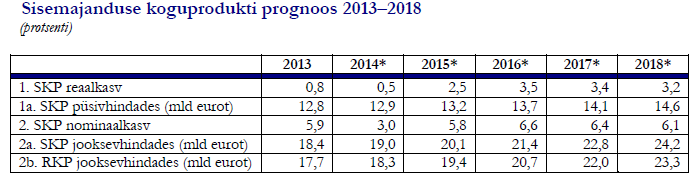 Sisemajanduse koguprodukti prognoos 2013–2018
(protsenti)
2013 2014* 2015* 2016* 2017* 2018*
1. SKP reaalkasv 0,8 0,5 2,5 3,5 3,4 3,2
1a. SKP püsivhindades (mld eurot) 12,8 12,9 13,2 13,7 14,1 14,6
2. SKP nominaalkasv 5,9 3,0 5,8 6,6 6,4 6,1
2a. SKP jooksevhindades (mld eurot) 18,4 19,0 20,1 21,4 22,8 24,2
2b. RKP jooksevhindades (mld eurot) 17,7 18,3 19,4 20,7 22,0 23,3